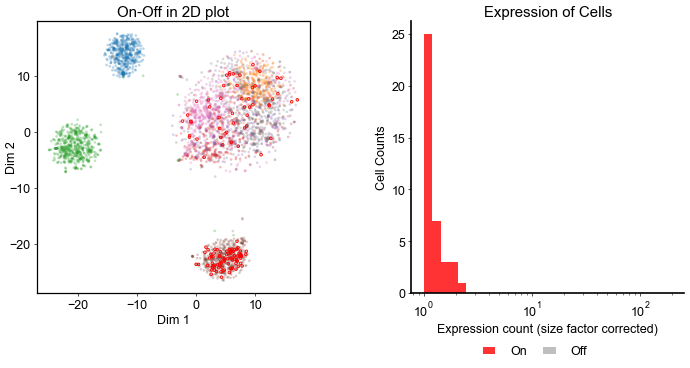 On-Off in 2D plot
Dim 2
10
0
−10
−20
−20
−10
0
10
Dim 1
Expression of Cells
Cell Counts
25
20
15
10
5
0
10^0
10^1
10^2
Expression count (size factor corrected)
On
Off